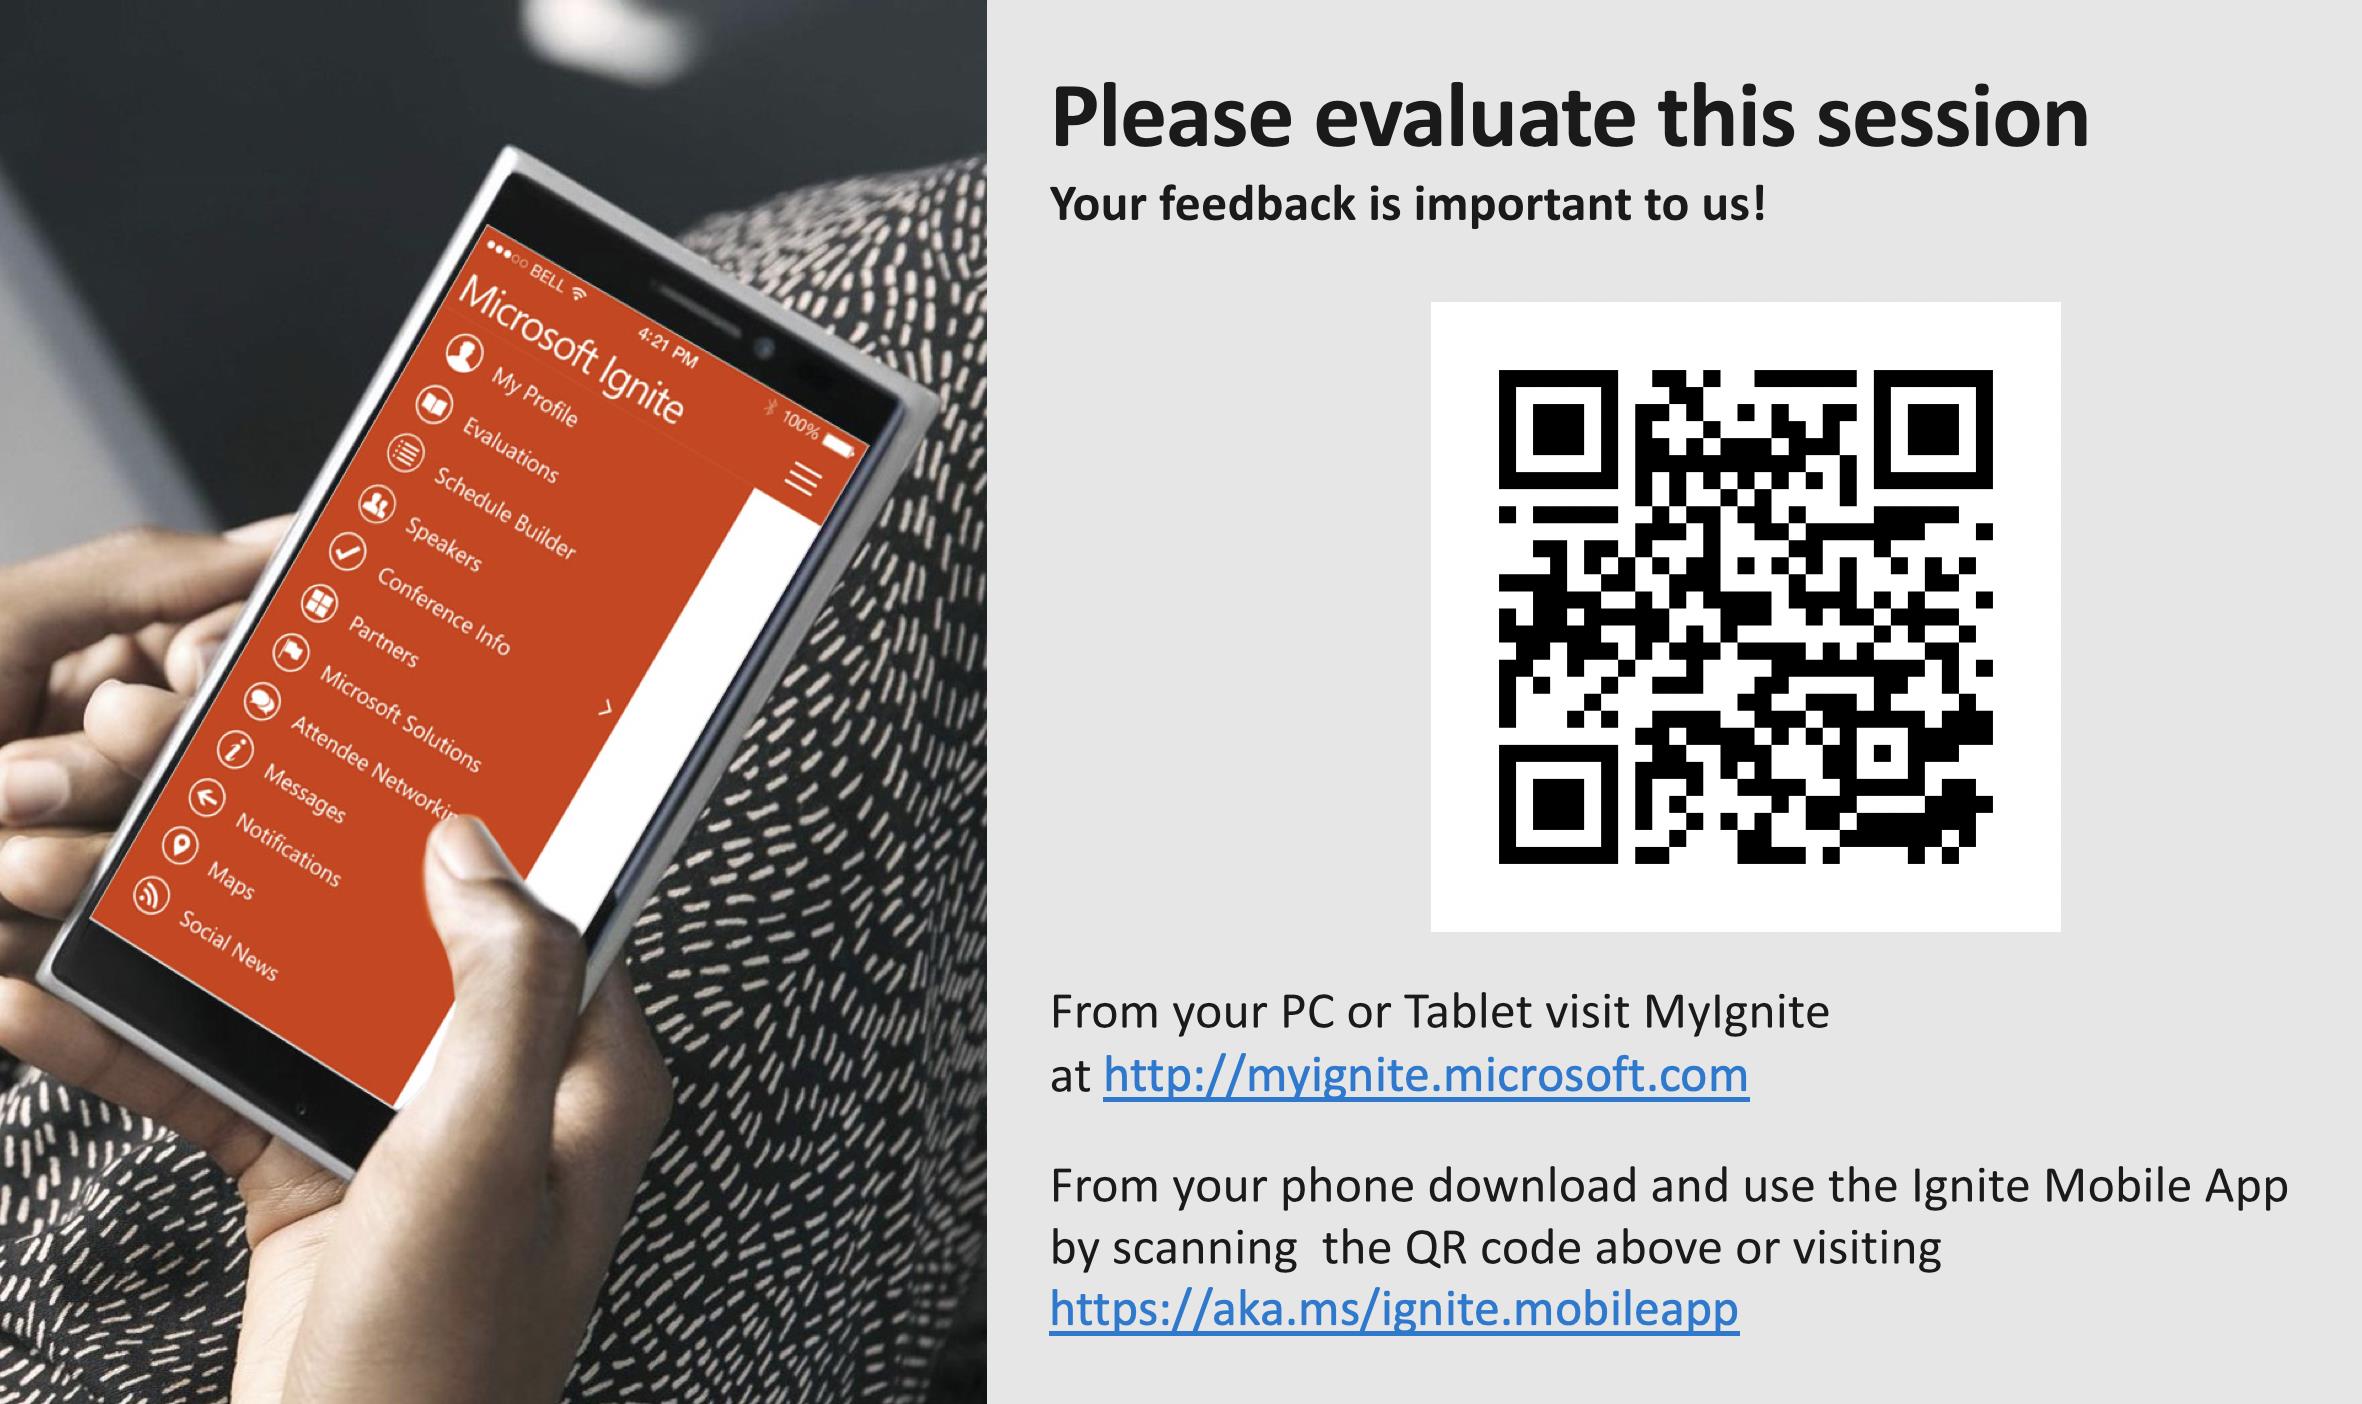 BELL 4:21 PM 100%
Microsoft Ignite
My Profile
Evaluations
Schedule Builder
Speakers
Conference Info
Partners
Microsoft Solutions
Attendee Networkin
Messages
Notifications
Maps
Social News
Please evaluate this session
Your feedback is important to us!
From your PC or Tablet visit MyIgnite
at http://myignite.microsoft.com
From your phone download and use the Ignite Mobile App
by scanning  the QR code above or visiting
https://aka.ms/ignite.mobileapp